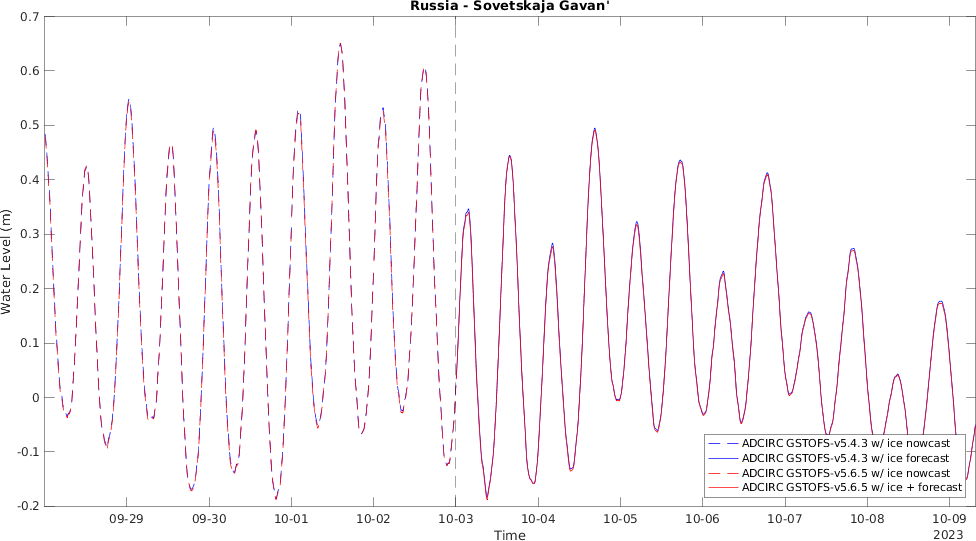 Russia - Sovetskaja Gavan'
0.7
0.6
0.5
0.4
0.3
0.2
0.1
0
-0.1
-0.2
Water Level (m)
ADCIRC GSTOFS-v5.4.3 w/ ice nowcast
ADCIRC GSTOFS-v5.4.3 w/ ice forecast
ADCIRC GSTOFS-v5.6.5 w/ ice nowcast
ADCIRC GSTOFS-v5.6.5 w/ ice + forecast
09-29 09-30 10-01 10-02 10-03 10-04 10-05 10-06 10-07 10-08 10-09
Time
2023